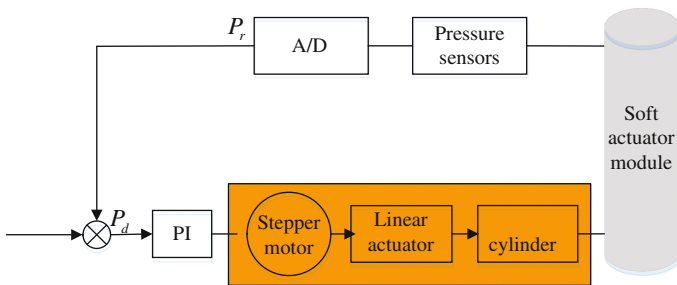 P_r
A/D
Pressure
sensors
Soft
actuator
module
P_d
PI
Stepper
motor
Linear
actuator
cylinder